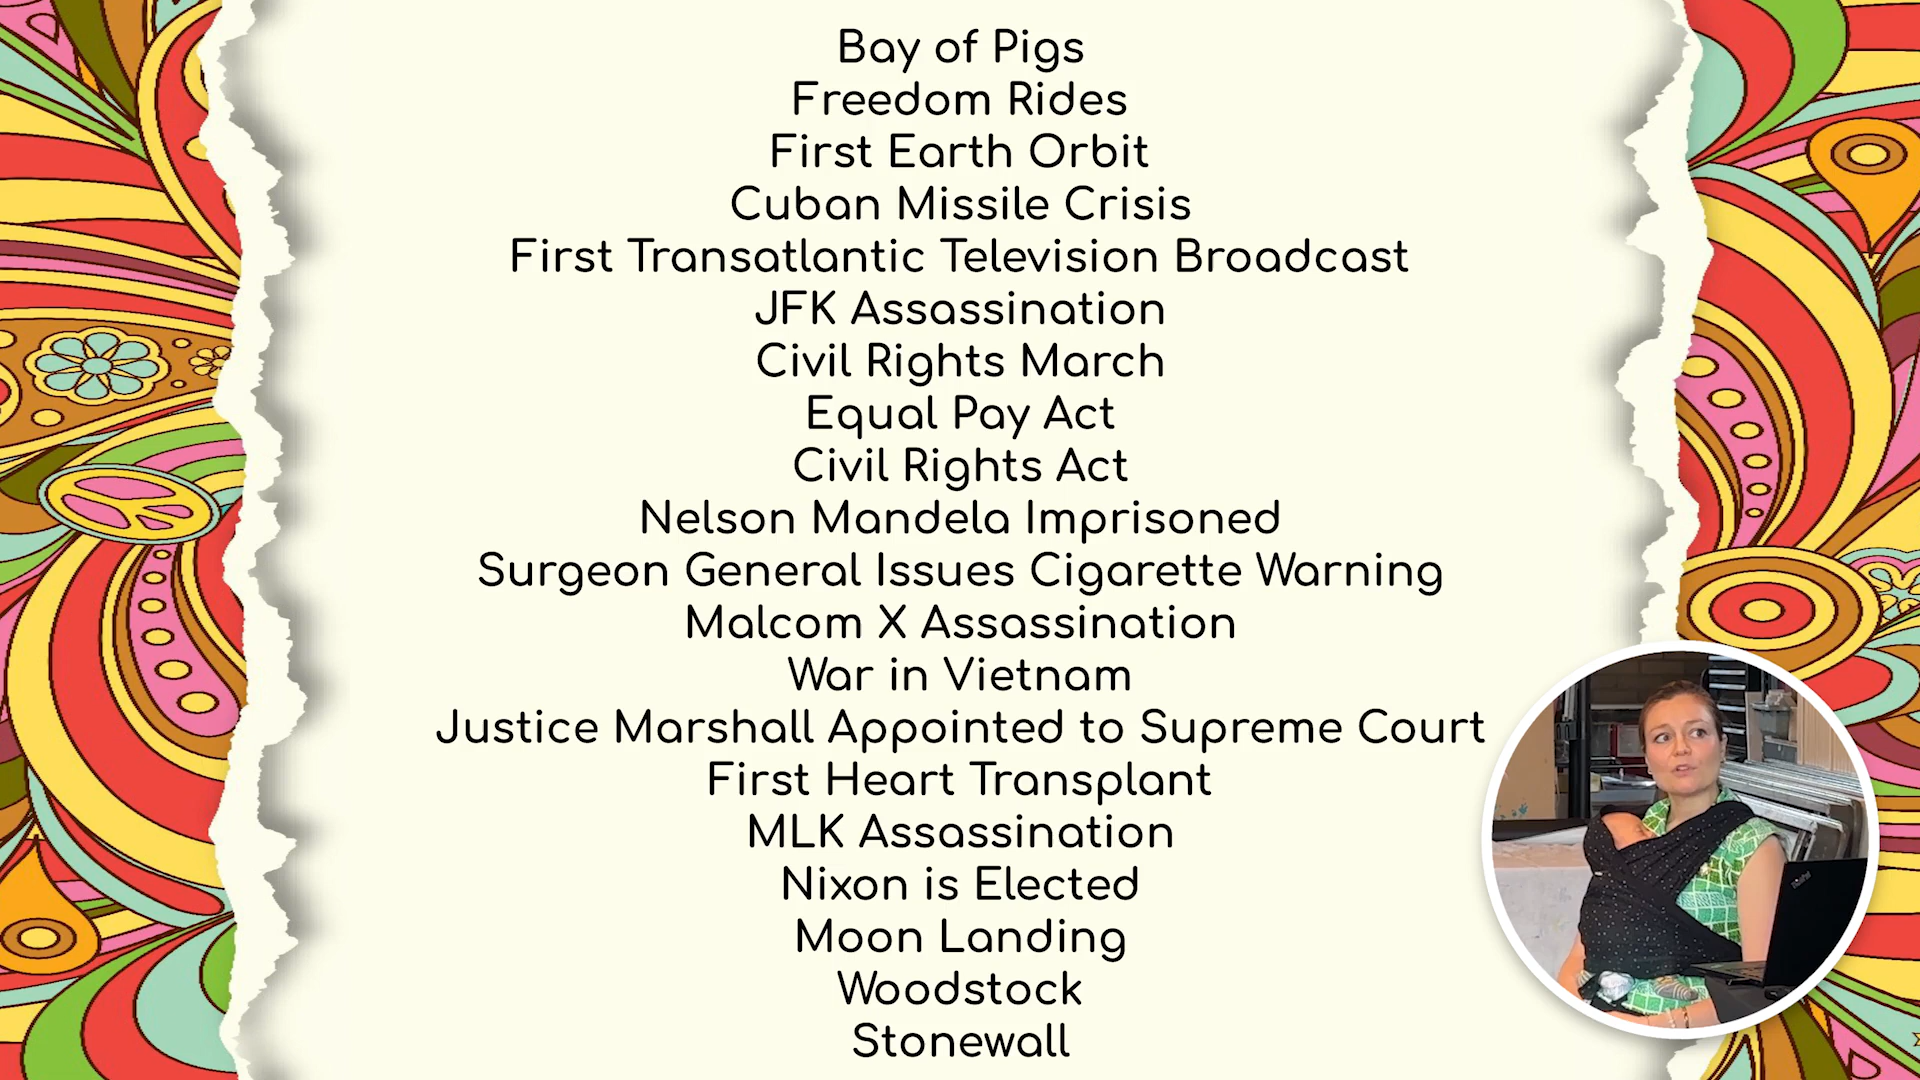 Bay of Pigs
Freedom Rides
First Earth Orbit
Cuban Missile Crisis
First Transatlantic Television Broadcast
JFK Assassination
Civil Rights March
Equal Pay Act
Civil Rights Act
Nelson Mandela Imprisoned
Surgeon General Issues Cigarette Warning
Malcom X Assassination
War in Vietnam
Justice Marshall Appointed to Supreme Court
First Heart Transplant
MLK Assassination
Nixon is Elected
Moon Landing
Woodstock
Stonewall